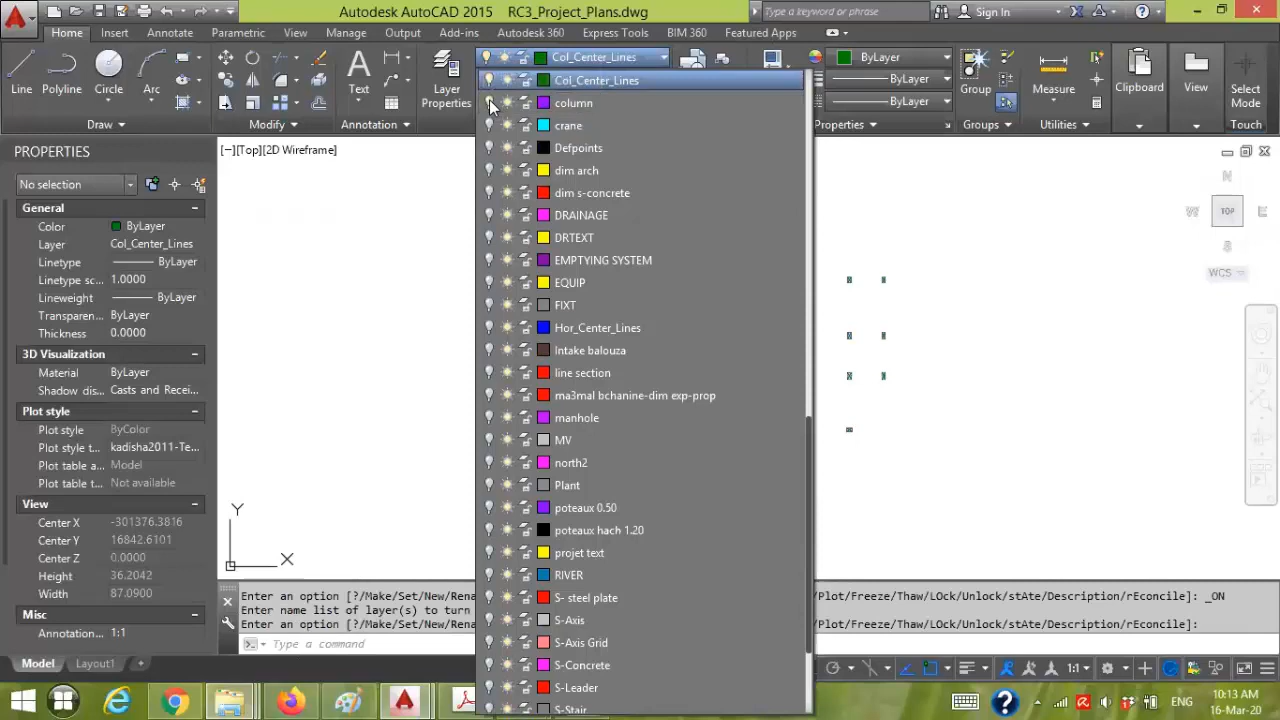 Autodesk AutoCAD 2015 RC3_Project_Plans.dwg
Type a keyword or phrase
Sign In
Home Insert Annotate Parametric View Manage Output Add-ins Autodesk 360 Express Tools BIM 360 Featured Apps
Line Polyline Circle Arc
Draw
Modify
Text
Annotation
Layer
Properties
Col_Center_Lines
ByLayer
ByLayer
ByLayer
Properties
Group
Groups
Measure
Utilities
Clipboard
View
Select
Mode
Touch
Col_Center_Lines
column
crane
Defpoints
dim arch
dim s-concrete
DRAINAGE
DRTEXT
EMPTYING SYSTEM
EQUIP
FIXT
Hor_Center_Lines
Intake balouza
line section
ma3mal bchanine-dim exp-prop
manhole
MV
north2
Plant
poteaux 0.50
poteaux hach 1.20
projet text
RIVER
S- steel plate
S-Axis
S-Axis Grid
S-Concrete
S-Leader
S-Stair
PROPERTIES
No selection
General
Color ByLayer
Layer Col_Center_Lines
Linetype ByLayer
Linetype sc... 1.0000
Lineweight ByLayer
Transparen... ByLayer
Thickness 0.0000
3D Visualization
Material ByLayer
Shadow dis... Casts and Recei...
Plot style
Plot style ByColor
Plot style t... kadisha2011-Te...
Plot table a... Model
Plot table ... Not available
View
Center X -301376.3816
Center Y 16842.6101
Center Z 0.0000
Height 36.2042
Width 87.0900
Misc
Annotation... 1:1
[−][Top][2D Wireframe]
N
W TOP E
S
WCS
Y
X
Enter an option [?/Make/Set/New/Rena
/Plot/Freeze/Thaw/LOck/Unlock/stAte/Description/rEconcile]: _ON
Enter name list of layer(s) to turn
Enter an option [?/Make/Set/New/Rena
/Plot/Freeze/Thaw/LOck/Unlock/stAte/Description/rEconcile]:
Type a command
Model Layout1 +
1:1
ENG
10:13 AM
16-Mar-20